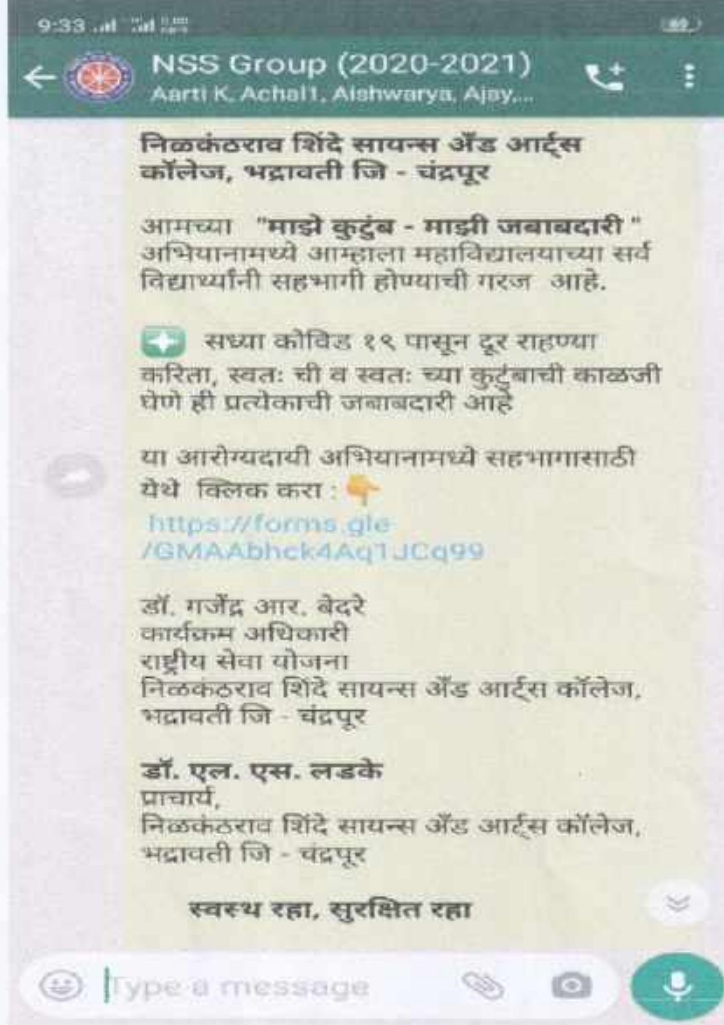 9:33
NSS Group (2020-2021)
Aarti K, Achal1, Aishwarya, Ajay,...
निळकंठराव शिंदे सायन्स अँड आर्ट्स
कॉलेज, भद्रावती जि - चंद्रपूर
आमच्या "माझे कुटुंब - माझी जबाबदारी "
अभियानामध्ये आम्हाला महाविद्यालयाच्या सर्व
विद्यार्थ्यांनी सहभागी होण्याची गरज आहे.
सध्या कोविड १९ पासून दूर राहण्या
करिता, स्वतः ची व स्वतः च्या कुटुंबाची काळजी
घेणे ही प्रत्येकाची जबाबदारी आहे
या आरोग्यदायी अभियानामध्ये सहभागासाठी
येथे क्लिक करा :
https://forms.gle
/GMAAbhck4Aq1JCq99
डॉ. गजेंद्र आर. बेदरे
कार्यक्रम अधिकारी
राष्ट्रीय सेवा योजना
निळकंठराव शिंदे सायन्स अँड आर्ट्स कॉलेज,
भद्रावती जि - चंद्रपूर
डॉ. एल. एस. लडके
प्राचार्य,
निळकंठराव शिंदे सायन्स अँड आर्ट्स कॉलेज,
भद्रावती जि - चंद्रपूर
स्वस्थ रहा, सुरक्षित रहा
Type a message